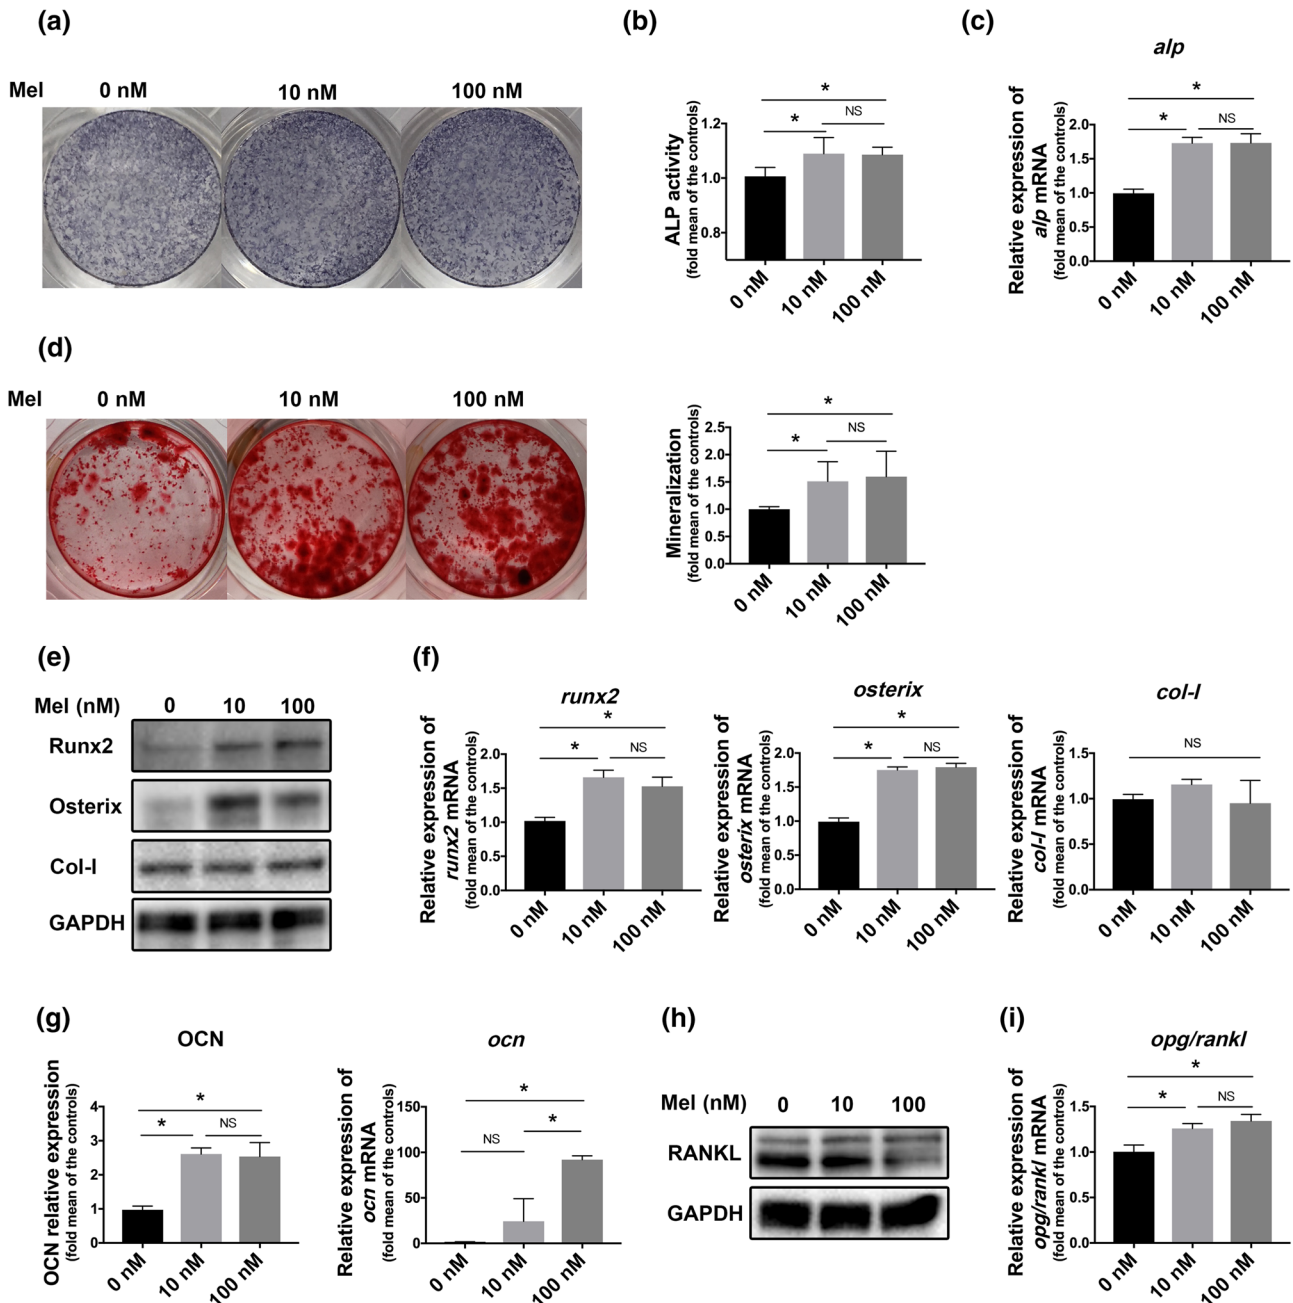 (a)
Mel 0 nM 10 nM 100 nM
(b)
ALP activity
(fold mean of the controls)
1.2
1.0
0.8
*
*
NS
0 nM
10 nM
100 nM
(c)
alp
Relative expression of
alp mRNA
(fold mean of the controls)
2.0
1.5
1.0
0.5
0.0
*
*
NS
0 nM
10 nM
100 nM
(d)
Mel 0 nM 10 nM 100 nM
Mineralization
(fold mean of the controls)
2.5
2.0
1.5
1.0
0.5
0.0
*
*
NS
0 nM
10 nM
100 nM
(e)
Mel (nM) 0 10 100
Runx2
Osterix
Col-I
GAPDH
(f)
runx2
Relative expression of
runx2 mRNA
(fold mean of the controls)
2.0
1.5
1.0
0.5
0.0
*
*
NS
0 nM
10 nM
100 nM
osterix
Relative expression of
osterix mRNA
(fold mean of the controls)
2.0
1.5
1.0
0.5
0.0
*
*
NS
0 nM
10 nM
100 nM
col-I
Relative expression of
col-I mRNA
(fold mean of the controls)
1.5
1.0
0.5
0.0
NS
0 nM
10 nM
100 nM
(g)
OCN
OCN relative expression
(fold mean of the controls)
4
3
2
1
0
*
*
NS
0 nM
10 nM
100 nM
ocn
Relative expression of
ocn mRNA
(fold mean of the controls)
150
100
50
0
*
NS
*
0 nM
10 nM
100 nM
(h)
Mel (nM) 0 10 100
RANKL
GAPDH
(i)
opg/rankl
Relative expression of
opg/rankl mRNA
(fold mean of the controls)
1.5
1.0
0.5
0.0
*
*
NS
0 nM
10 nM
100 nM